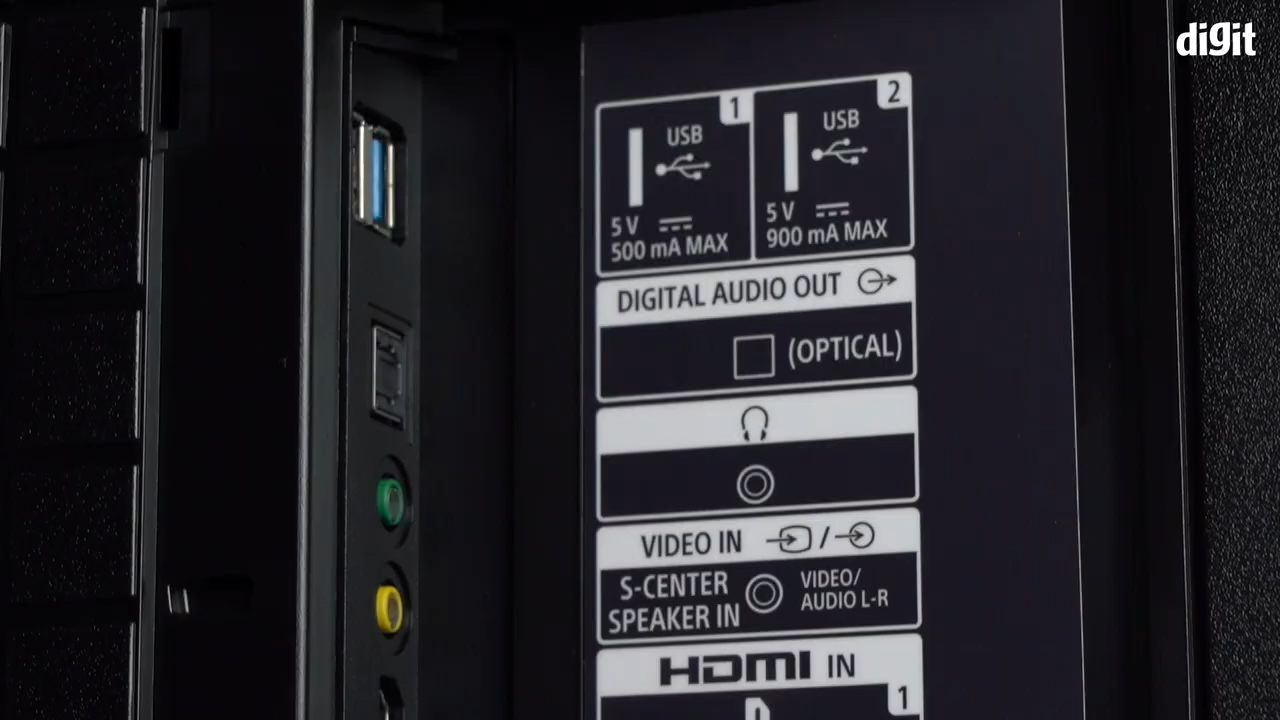 digit
1
2
USB
USB
5 V
500 mA MAX
5 V
900 mA MAX
DIGITAL AUDIO OUT
(OPTICAL)
VIDEO IN /
S-CENTER
SPEAKER IN
VIDEO/
AUDIO L-R
HDMI IN
1